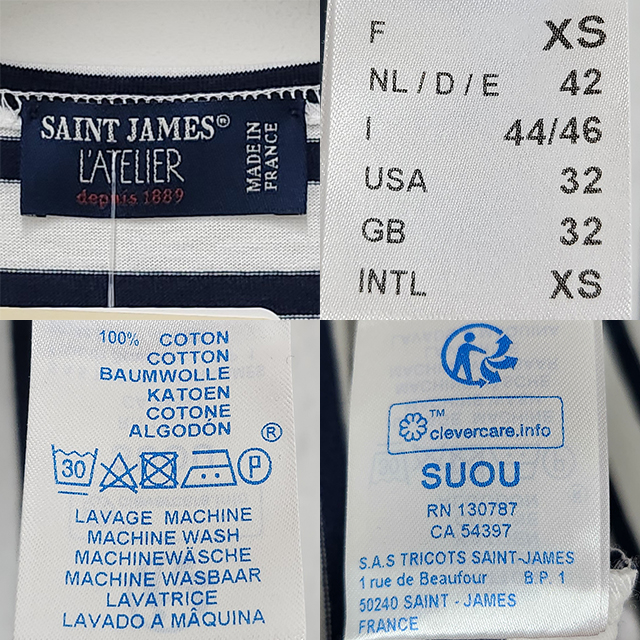 SAINT JAMES®
L'ATELIER
depuis 1889
MADE IN
FRANCE
F XS
NL / D / E 42
I 44/46
USA 32
GB 32
INTL XS
100% COTON
COTTON
BAUMWOLLE
KATOEN
COTONE
ALGODÓN
®
30 P
LAVAGE MACHINE
MACHINE WASH
MACHINEWÄSCHE
MACHINE WASBAAR
LAVATRICE
LAVADO A MÂQUINA
™
clevercare.info
SUOU
RN 130787
CA 54397
S.A.S TRICOTS SAINT-JAMES
1 rue de Beaufour B.P. 1
50240 SAINT - JAMES
FRANCE